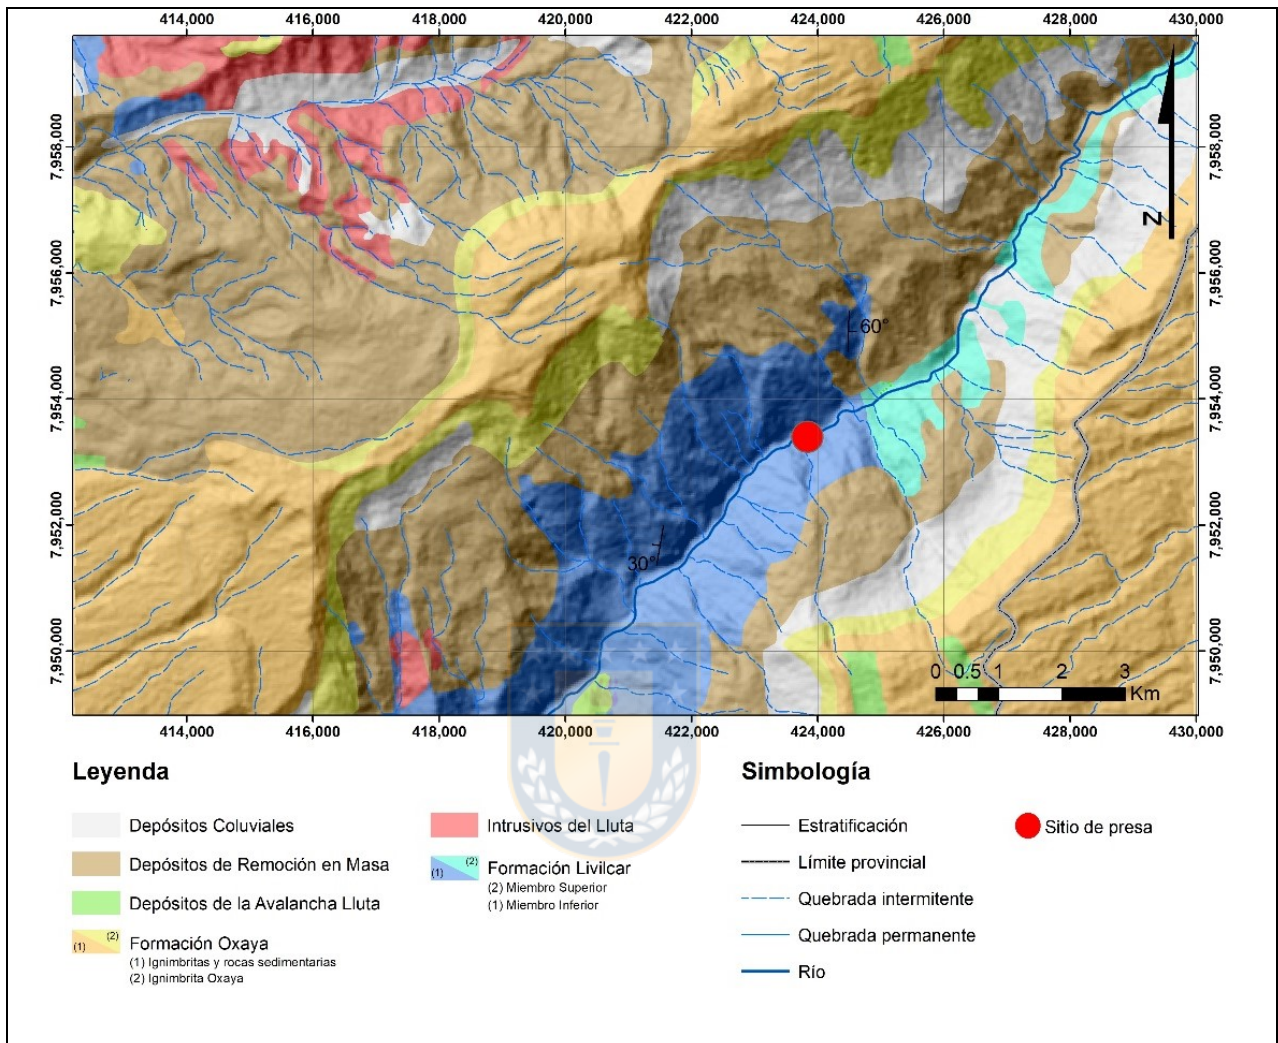 414,000 416,000 418,000 420,000 422,000 424,000 426,000 428,000 430,000
7,958,000 7,958,000
7,956,000 7,956,000
7,954,000 7,954,000
7,952,000 7,952,000
7,950,000 7,950,000
N
60°
30°
0 0.5 1 2 3
Km
414,000 416,000 418,000 420,000 422,000 424,000 426,000 428,000 430,000
Leyenda
Depósitos Coluviales
Depósitos de Remoción en Masa
Depósitos de la Avalancha Lluta
(1) (2) Formación Oxaya
(1) Ignimbritas y rocas sedimentarias
(2) Ignimbrita Oxaya
Intrusivos del Lluta
(1) (2) Formación Livilcar
(2) Miembro Superior
(1) Miembro Inferior
Simbología
Estratificación
Límite provincial
Quebrada intermitente
Quebrada permanente
Río
Sitio de presa